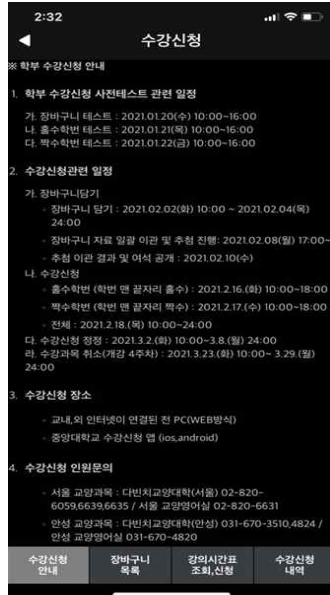 2:32
수강신청
※ 학부 수강신청 안내
1. 학부 수강신청 사전테스트 관련 일정
가. 장바구니 테스트 : 2021.01.20(수) 10:00~16:00
나. 홀수학번 테스트 : 2021.01.21(목) 10:00~16:00
다. 짝수학번 테스트 : 2021.01.22(금) 10:00~16:00
2. 수강신청관련 일정
가. 장바구니담기
- 장바구니 담기 : 2021.02.02(화) 10:00 ~ 2021.02.04(목)
24:00
- 장바구니 자료 일괄 이관 및 추첨 진행: 2021.02.08(월) 17:00~
- 추첨 이관 결과 및 여석 공개 : 2021.02.10(수)
나. 수강신청
- 홀수학번 (학번 맨 끝자리 홀수) : 2021.2.16.(화) 10:00~18:00
- 짝수학번 (학번 맨 끝자리 짝수) : 2021.2.17.(수) 10:00~18:00
- 전체 : 2021.2.18.(목) 10:00~24:00
다. 수강신청 정정 : 2021.3.2.(화) 10:00~3.8.(월) 24:00
라. 수강과목 취소(개강 4주차) : 2021.3.23.(화) 10:00~ 3.29.(월)
24:00
3. 수강신청 장소
- 교내,외 인터넷이 연결된 전 PC(WEB방식)
- 중앙대학교 수강신청 앱 (ios,android)
4. 수강신청 인원문의
- 서울 교양과목 : 다빈치교양대학(서울) 02-820-
6059,6639,6635 / 서울 교양영어실 02-820-6631
- 안성 교양과목 : 다빈치교양대학(안성) 031-670-3510,4824 /
안성 교양영어실 031-670-4820
수강신청 안내
장바구니 목록
강의시간표 조회,신청
수강신청 내역